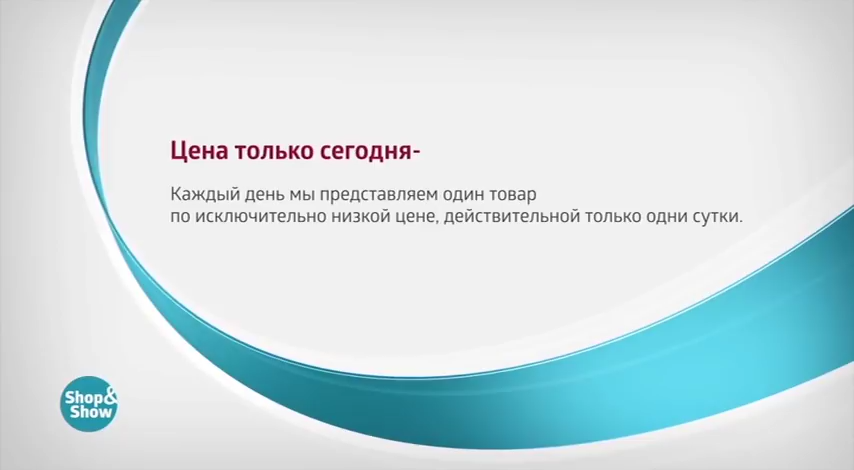 Цена только сегодня-
Каждый день мы представляем один товар
по исключительно низкой цене, действительной только одни сутки.
Shop&
Show